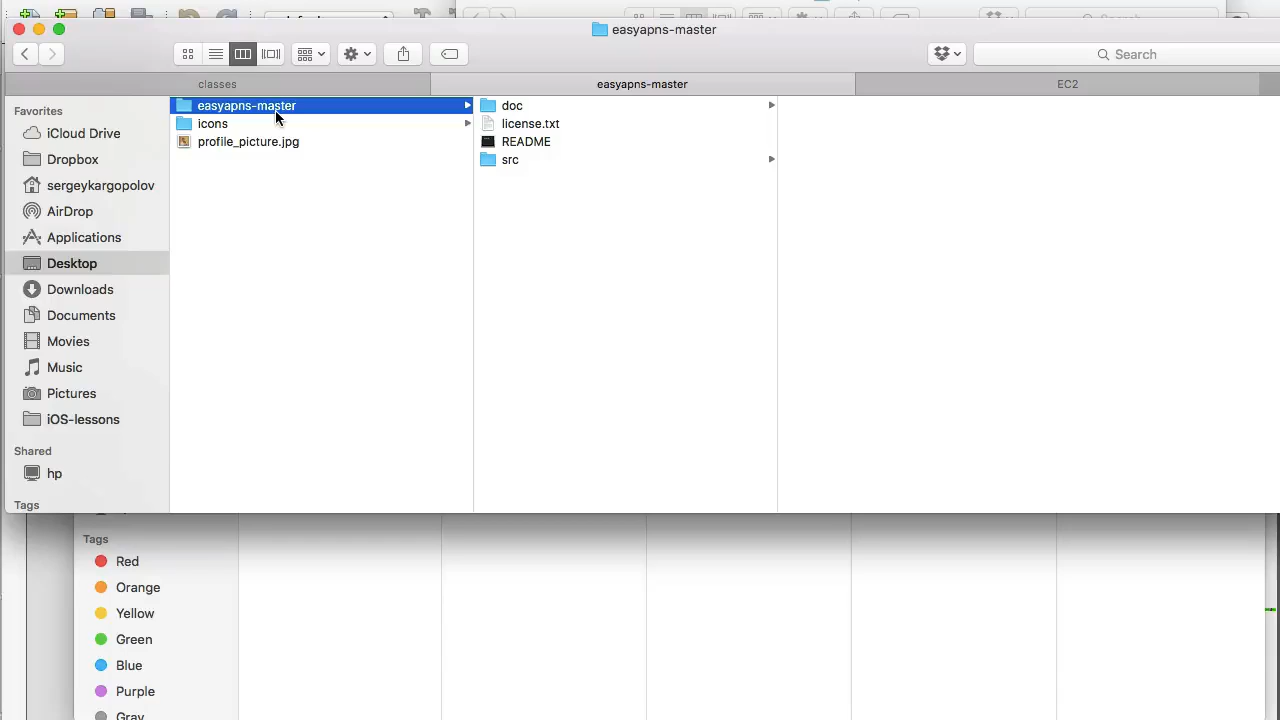 default
easyapns-master
Search
classes
easyapns-master
EC2
Favorites
iCloud Drive
Dropbox
sergeykargopolov
AirDrop
Applications
Desktop
Downloads
Documents
Movies
Music
Pictures
iOS-lessons
Shared
hp
Tags
easyapns-master
icons
profile_picture.jpg
doc
license.txt
README
src
Tags
Red
Orange
Yellow
Green
Blue
Purple
Gray